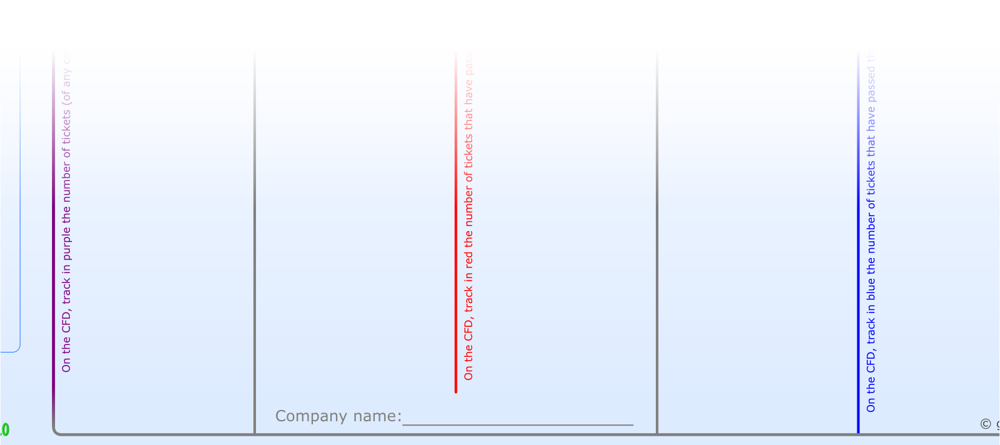 On the CFD, track in purple the number of tickets (of any
On the CFD, track in red the number of tickets that have pass
On the CFD, track in blue the number of tickets that have passed
Company name:
©